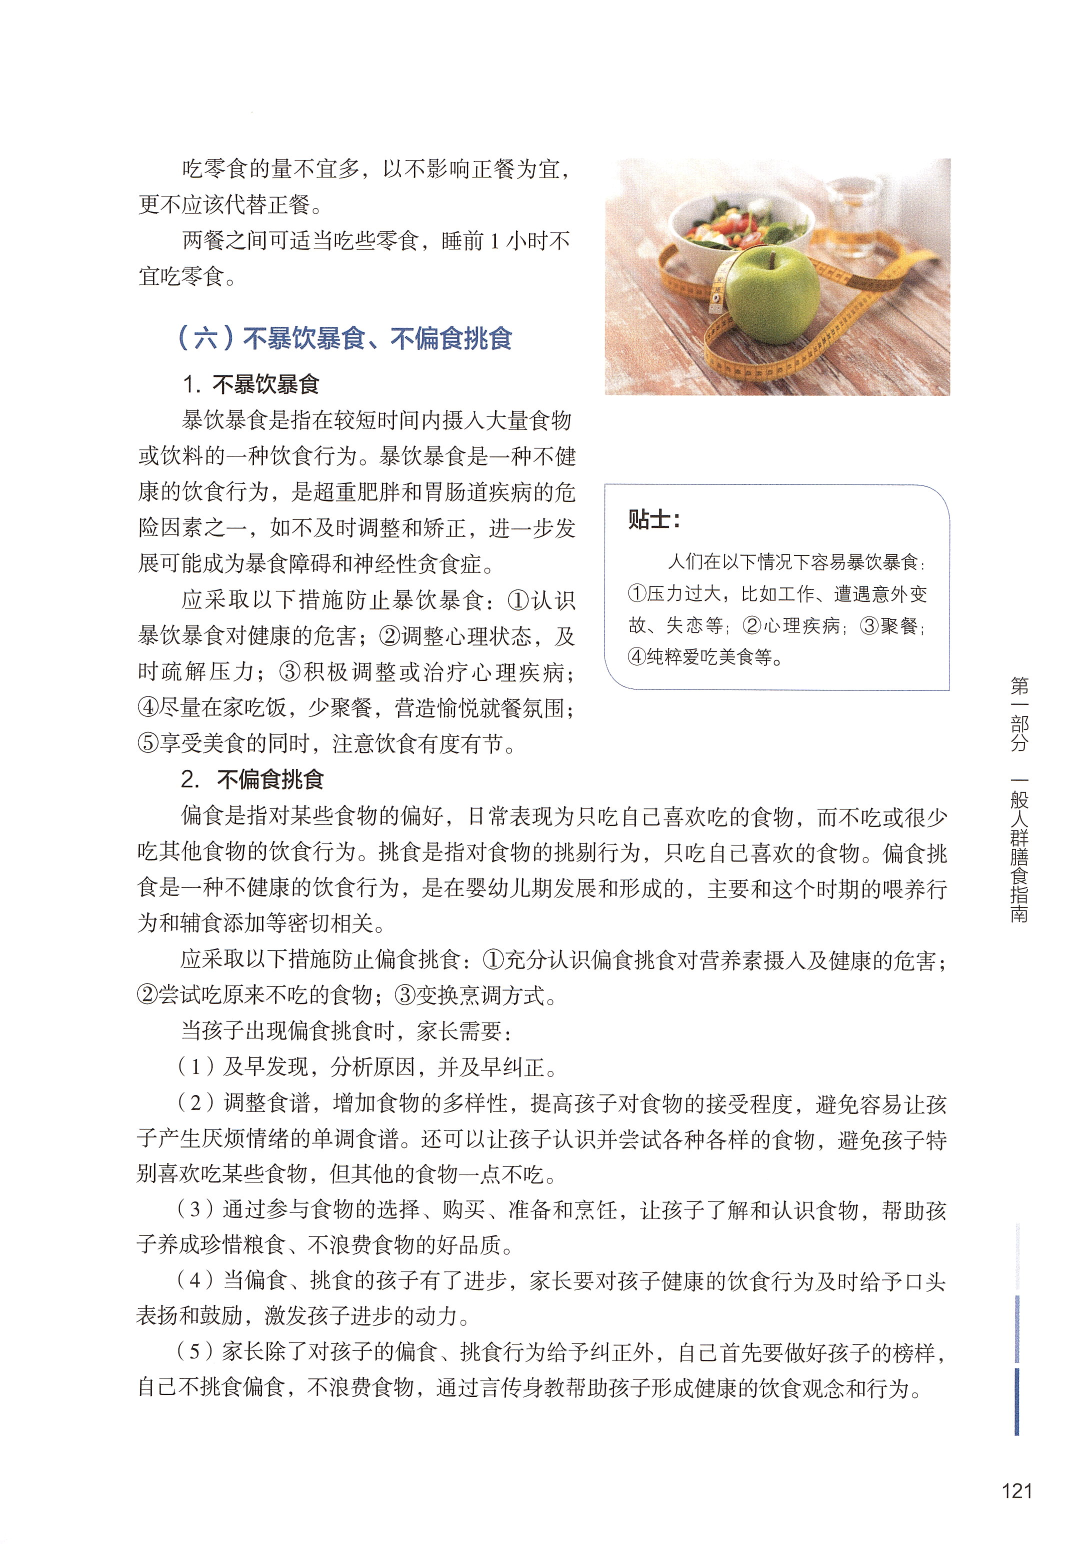 吃零食的量不宜多，以不影响正餐为宜，
更不应该代替正餐。
两餐之间可适当吃些零食，睡前 1 小时不
宜吃零食。
（六）不暴饮暴食、不偏食挑食
1. 不暴饮暴食
暴饮暴食是指在较短时间内摄入大量食物
或饮料的一种饮食行为。暴饮暴食是一种不健
康的饮食行为，是超重肥胖和胃肠道疾病的危
险因素之一，如不及时调整和矫正，进一步发
展可能成为暴食障碍和神经性贪食症。
应采取以下措施防止暴饮暴食：①认识
暴饮暴食对健康的危害；②调整心理状态，及
时疏解压力；③积极调整或治疗心理疾病；
④尽量在家吃饭，少聚餐，营造愉悦就餐氛围；
⑤享受美食的同时，注意饮食有度有节。
贴士：
人们在以下情况下容易暴饮暴食：
①压力过大，比如工作、遭遇意外变
故、失恋等；②心理疾病；③聚餐；
④纯粹爱吃美食等。
2. 不偏食挑食
偏食是指对某些食物的偏好，日常表现为只吃自己喜欢吃的食物，而不吃或很少
吃其他食物的饮食行为。挑食是指对食物的挑剔行为，只吃自己喜欢的食物。偏食挑
食是一种不健康的饮食行为，是在婴幼儿期发展和形成的，主要和这个时期的喂养行
为和辅食添加等密切相关。
应采取以下措施防止偏食挑食：①充分认识偏食挑食对营养素摄入及健康的危害；
②尝试吃原来不吃的食物；③变换烹调方式。
当孩子出现偏食挑食时，家长需要：
（1）及早发现，分析原因，并及早纠正。
（2）调整食谱，增加食物的多样性，提高孩子对食物的接受程度，避免容易让孩
子产生厌烦情绪的单调食谱。还可以让孩子认识并尝试各种各样的食物，避免孩子特
别喜欢吃某些食物，但其他的食物一点不吃。
（3）通过参与食物的选择、购买、准备和烹饪，让孩子了解和认识食物，帮助孩
子养成珍惜粮食、不浪费食物的好品质。
（4）当偏食、挑食的孩子有了进步，家长要对孩子健康的饮食行为及时给予口头
表扬和鼓励，激发孩子进步的动力。
（5）家长除了对孩子的偏食、挑食行为给予纠正外，自己首先要做好孩子的榜样，
自己不挑食偏食，不浪费食物，通过言传身教帮助孩子形成健康的饮食观念和行为。
第一部分 一般人群膳食指南
121